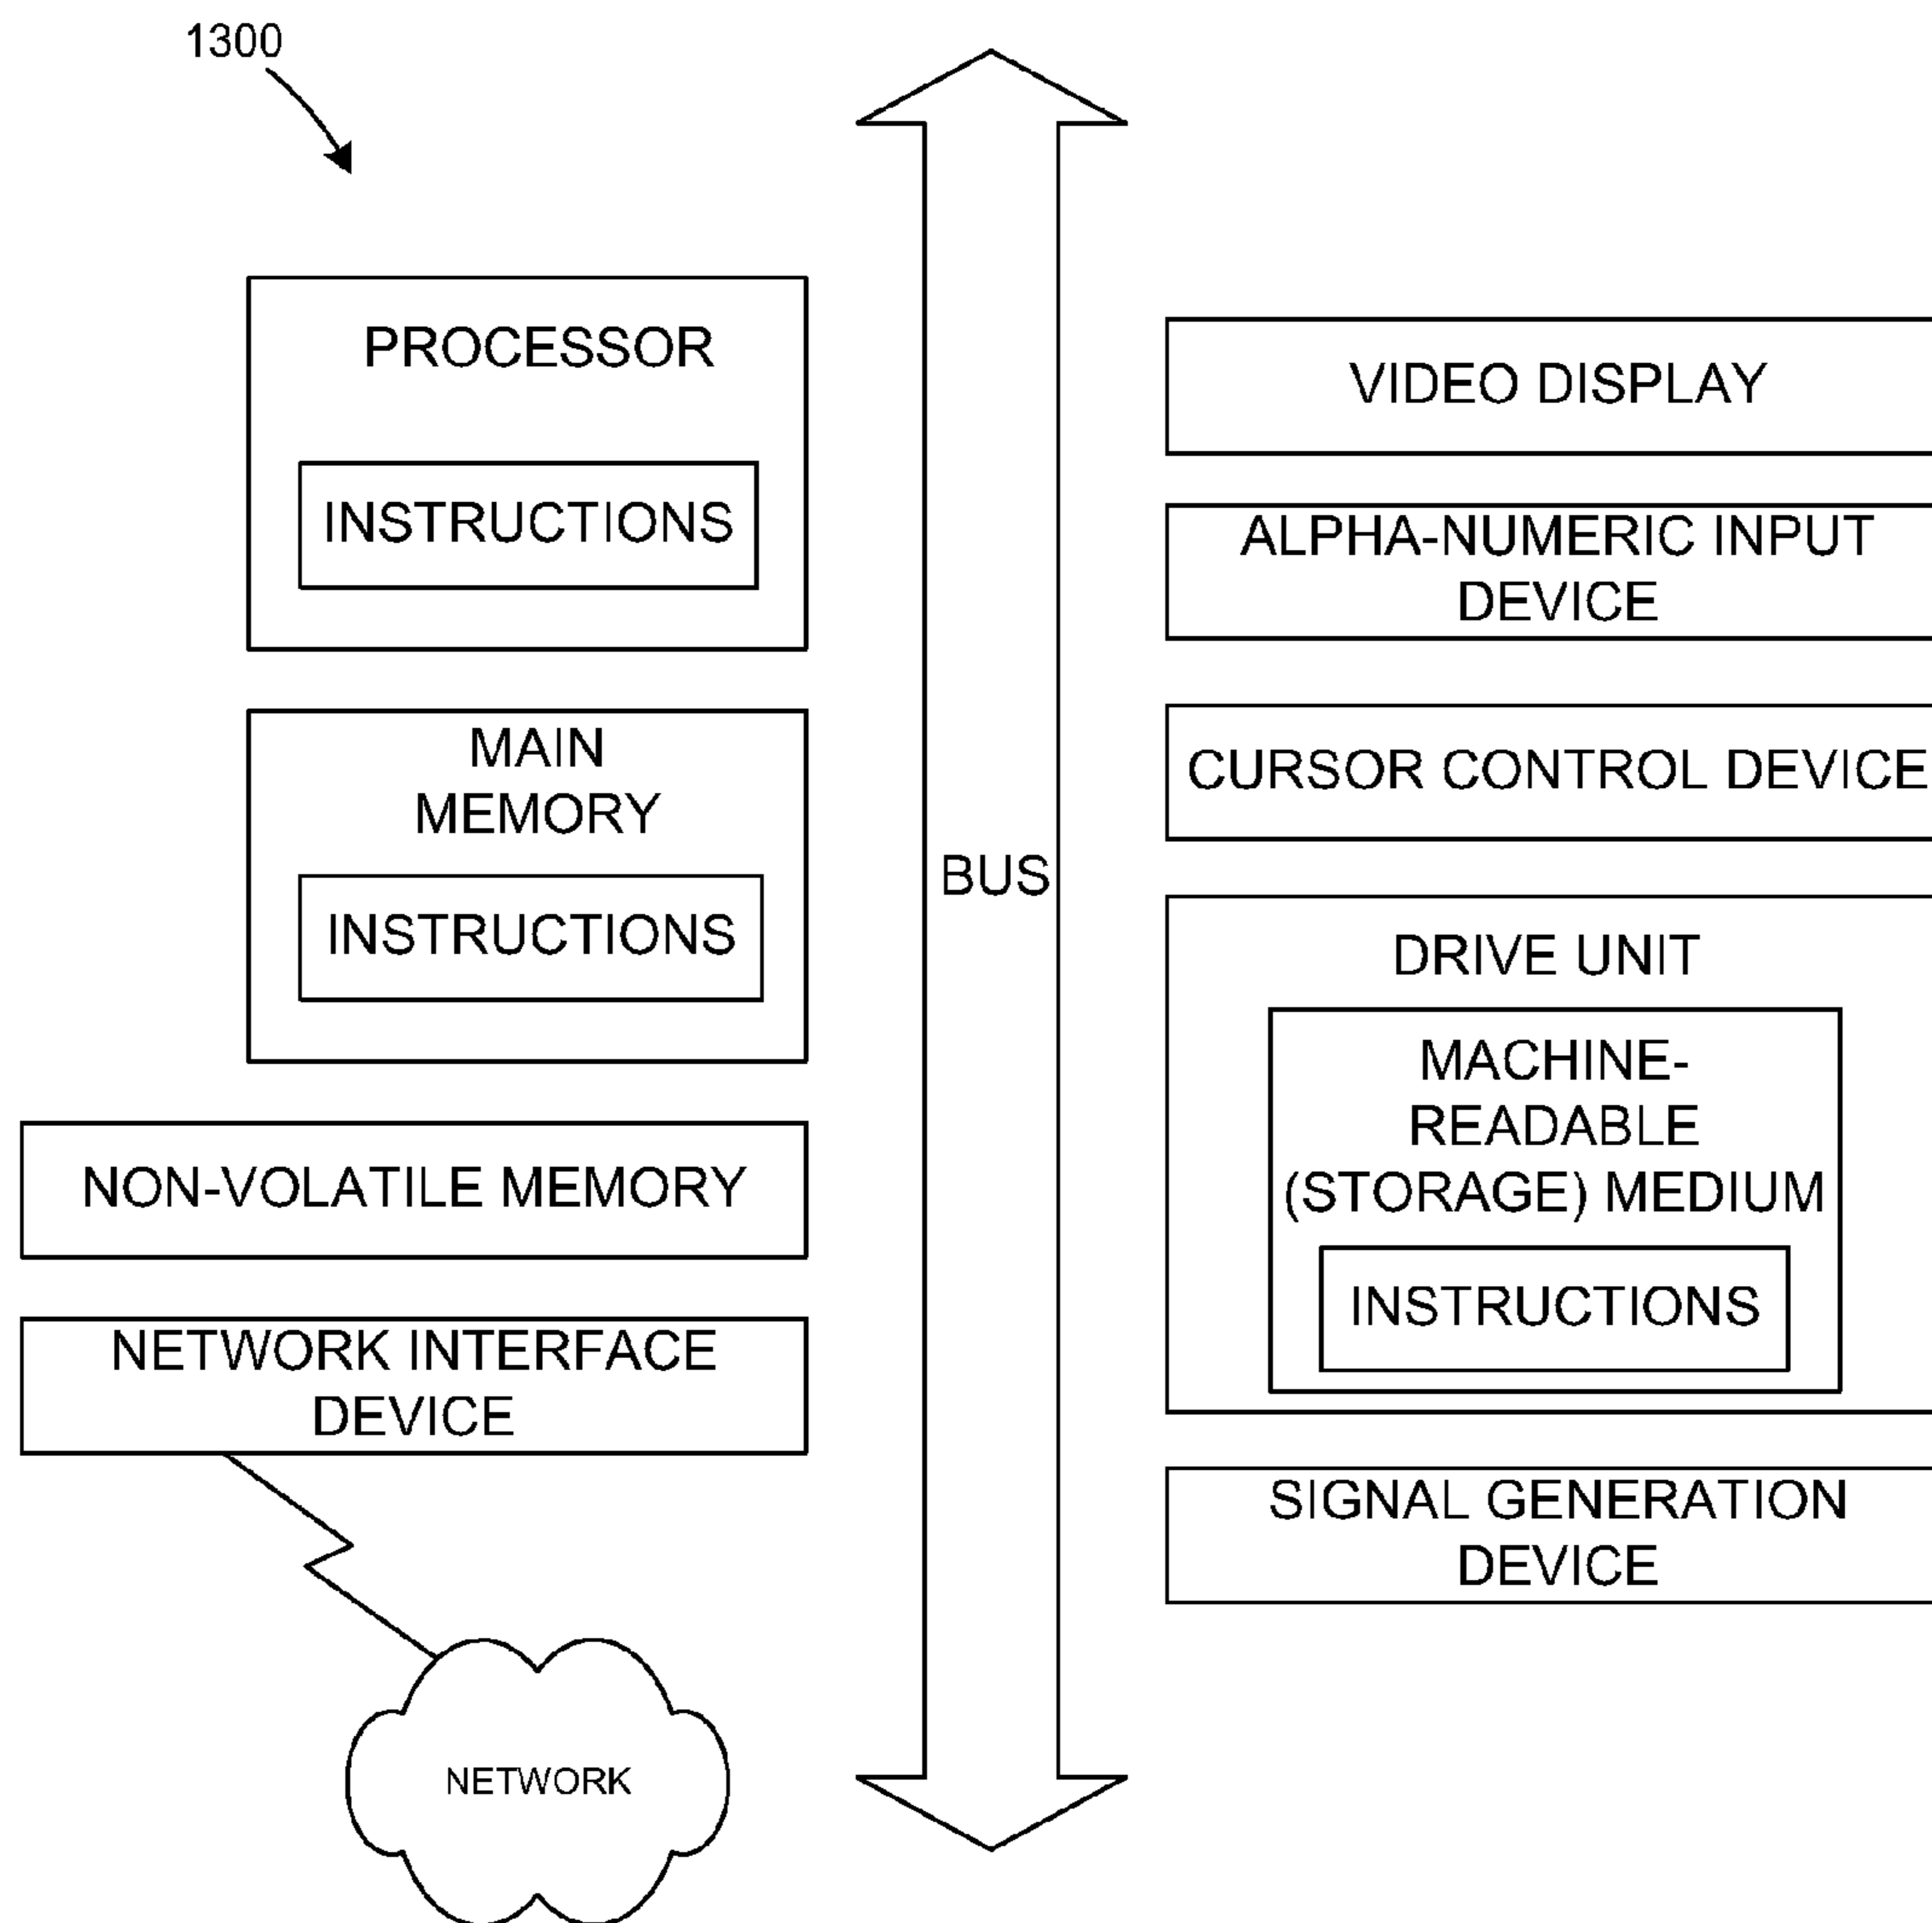 1300
PROCESSOR
INSTRUCTIONS
MAIN
MEMORY
INSTRUCTIONS
NON-VOLATILE MEMORY
NETWORK INTERFACE
DEVICE
NETWORK
BUS
VIDEO DISPLAY
ALPHA-NUMERIC INPUT
DEVICE
CURSOR CONTROL DEVICE
DRIVE UNIT
MACHINE-
READABLE
(STORAGE) MEDIUM
INSTRUCTIONS
SIGNAL GENERATION
DEVICE